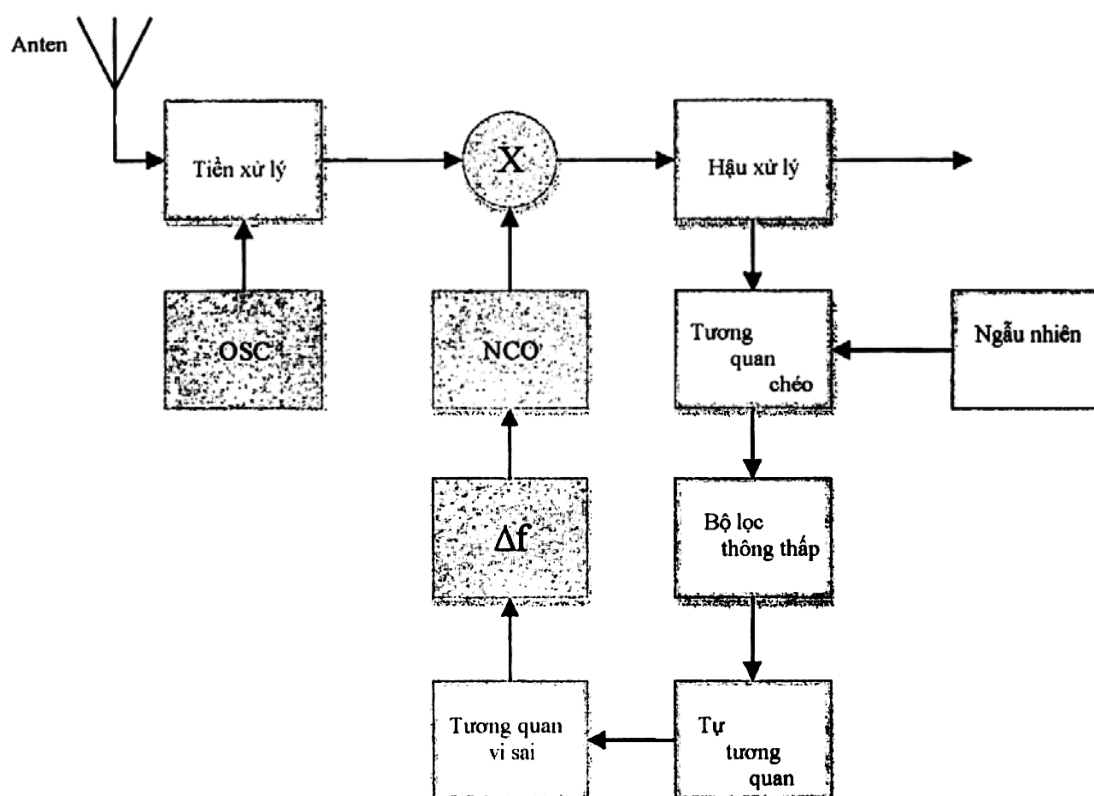 Anten
Tiền xử lý
X
Hậu xử lý
OSC
NCO
Tương
quan
chéo
Ngẫu nhiên
Δf
Bộ lọc
thông thấp
Tương quan
vi sai
Tự
tương
quan